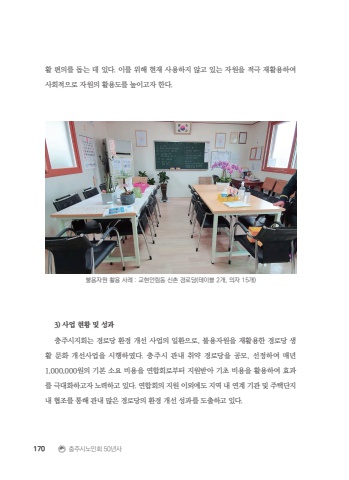 활 편의를 돕는 데 있다. 이를 위해 현재 사용하지 않고 있는 자원을 적극 재활용하여
사회적으로 자원의 활용도를 높이고자 한다.
불용자원 활용 사례 : 교현안림동 신촌 경로당(테이블 2개, 의자 15개)
3) 사업 현황 및 성과
충주시지회는 경로당 환경 개선 사업의 일환으로, 불용자원을 재활용한 경로당 생
활 문화 개선사업을 시행하였다. 충주시 관내 취약 경로당을 공모, 선정하여 매년
1,000,000원의 기본 소요 비용을 연합회로부터 지원받아 기초 비용을 활용하여 효과
를 극대화하고자 노력하고 있다. 연합회의 지원 이외에도 지역 내 연계 기관 및 주택단지
내 협조를 통해 관내 많은 경로당의 환경 개선 성과를 도출하고 있다.
170 충주시노인회 50년사